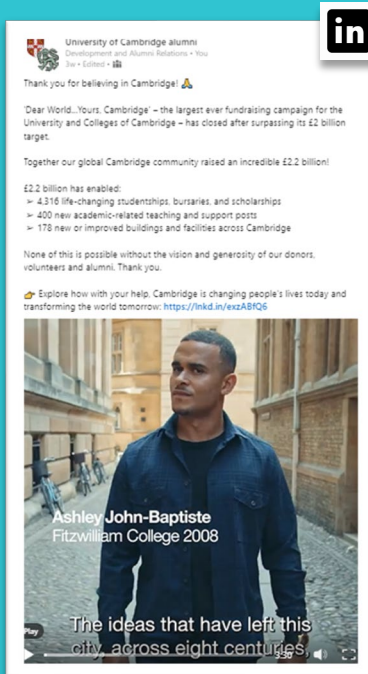 in
University of Cambridge alumni
Development and Alumni Relations • You
3w • Edited •
Thank you for believing in Cambridge! 🙏
'Dear World...Yours, Cambridge' – the largest ever fundraising campaign for the
University and Colleges of Cambridge – has closed after surpassing its £2 billion
target.
Together our global Cambridge community raised an incredible £2.2 billion!
£2.2 billion has enabled:
➢ 4,316 life-changing studentships, bursaries, and scholarships
➢ 400 new academic-related teaching and support posts
➢ 178 new or improved buildings and facilities across Cambridge
None of this is possible without the vision and generosity of our donors,
volunteers and alumni. Thank you.
👉 Explore how with your help, Cambridge is changing people's lives today and
transforming the world tomorrow: https://lnkd.in/exzABfQ6
Ashley John-Baptiste
Fitzwilliam College 2008
The ideas that have left this
Play
city, across eight centuries,
3:50